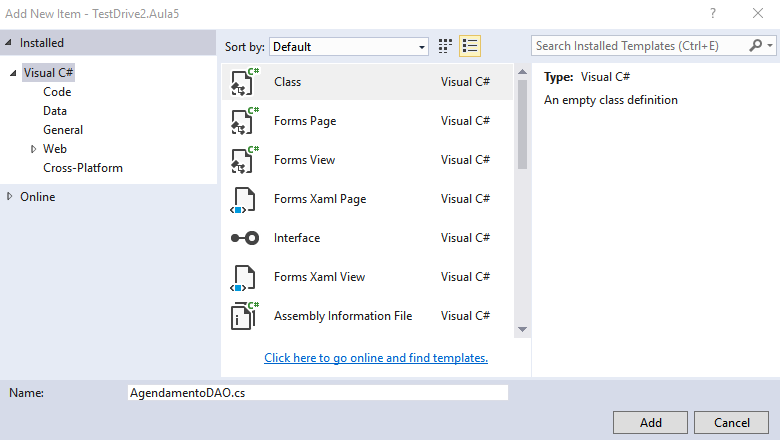 Add New Item - TestDrive2.Aula5
? 
Installed
Visual C#
Code
Data
General
Web
Cross-Platform
Online
Sort by: Default
Search Installed Templates (Ctrl+E)
C# Class Visual C#
C# Forms Page Visual C#
C# Forms View Visual C#
Forms Xaml Page Visual C#
Interface Visual C#
Forms Xaml View Visual C#
C# Assembly Information File Visual C#
Click here to go online and find templates.
Type: Visual C#
An empty class definition
Name: AgendamentoDAO.cs
Add Cancel